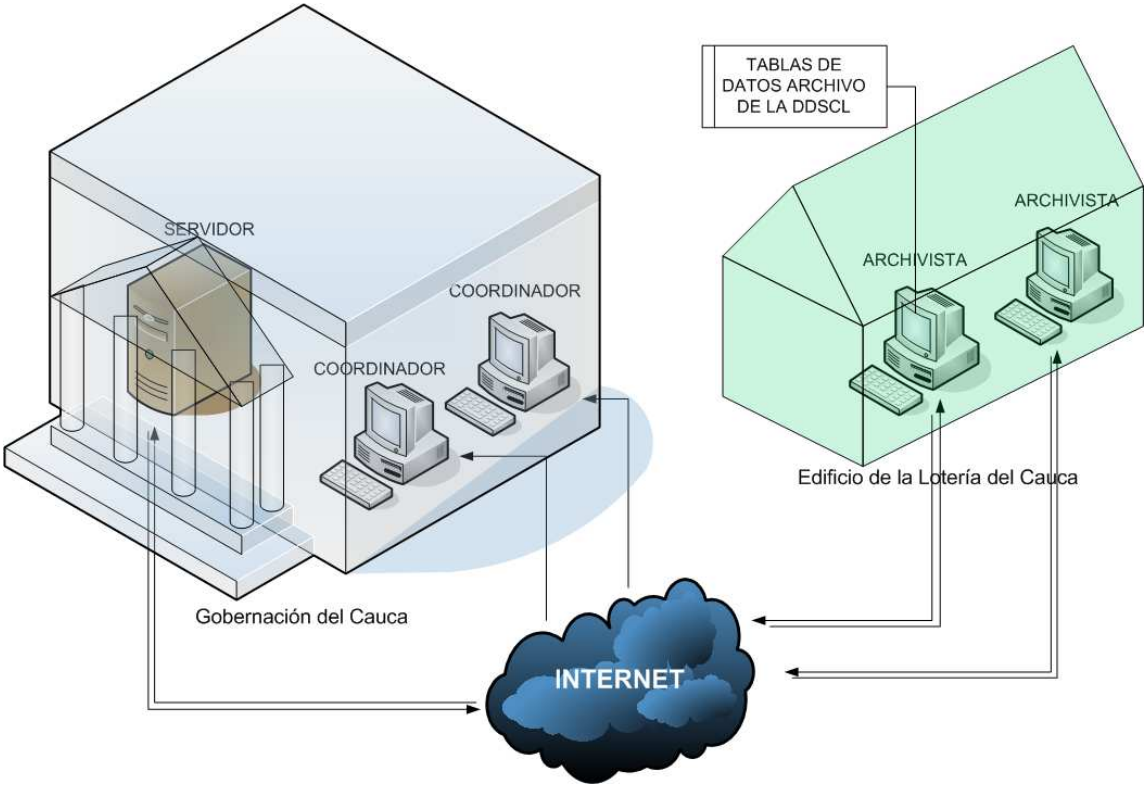 TABLAS DE
DATOS ARCHIVO
DE LA DDSCL
SERVIDOR
COORDINADOR
COORDINADOR
Gobernación del Cauca
ARCHIVISTA
ARCHIVISTA
Edificio de la Lotería del Cauca
INTERNET